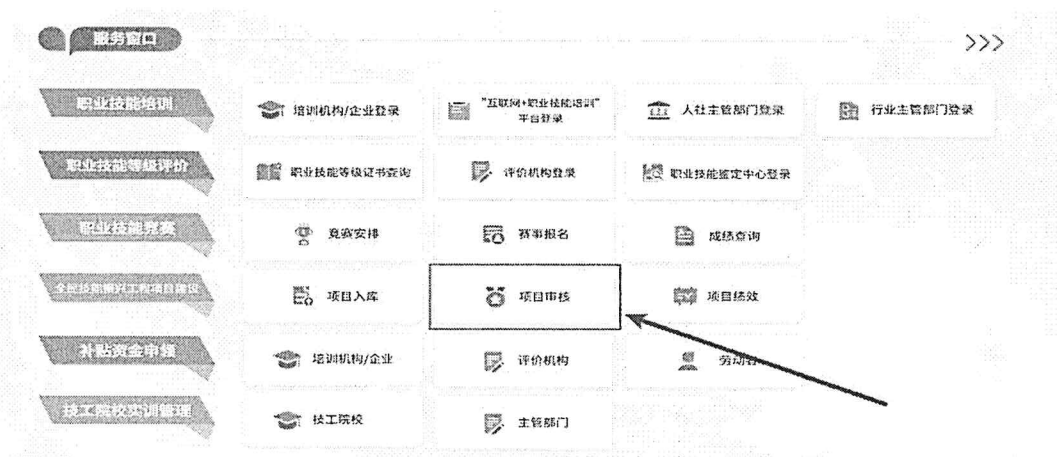 服务窗口
>>>
职业技能培训
培训机构/企业登录
"互联网+职业技能培训"
平台登录
人社主管部门登录
行业主管部门登录
职业技能等级评价
职业技能等级证书查询
评价机构登录
职业技能鉴定中心登录
职业技能竞赛
竞赛安排
赛事报名
成绩查询
项目入库
项目审核
项目绩效
补贴资金申领
培训机构/企业
评价机构
劳动者
技工院校实训管理
技工院校
主管部门